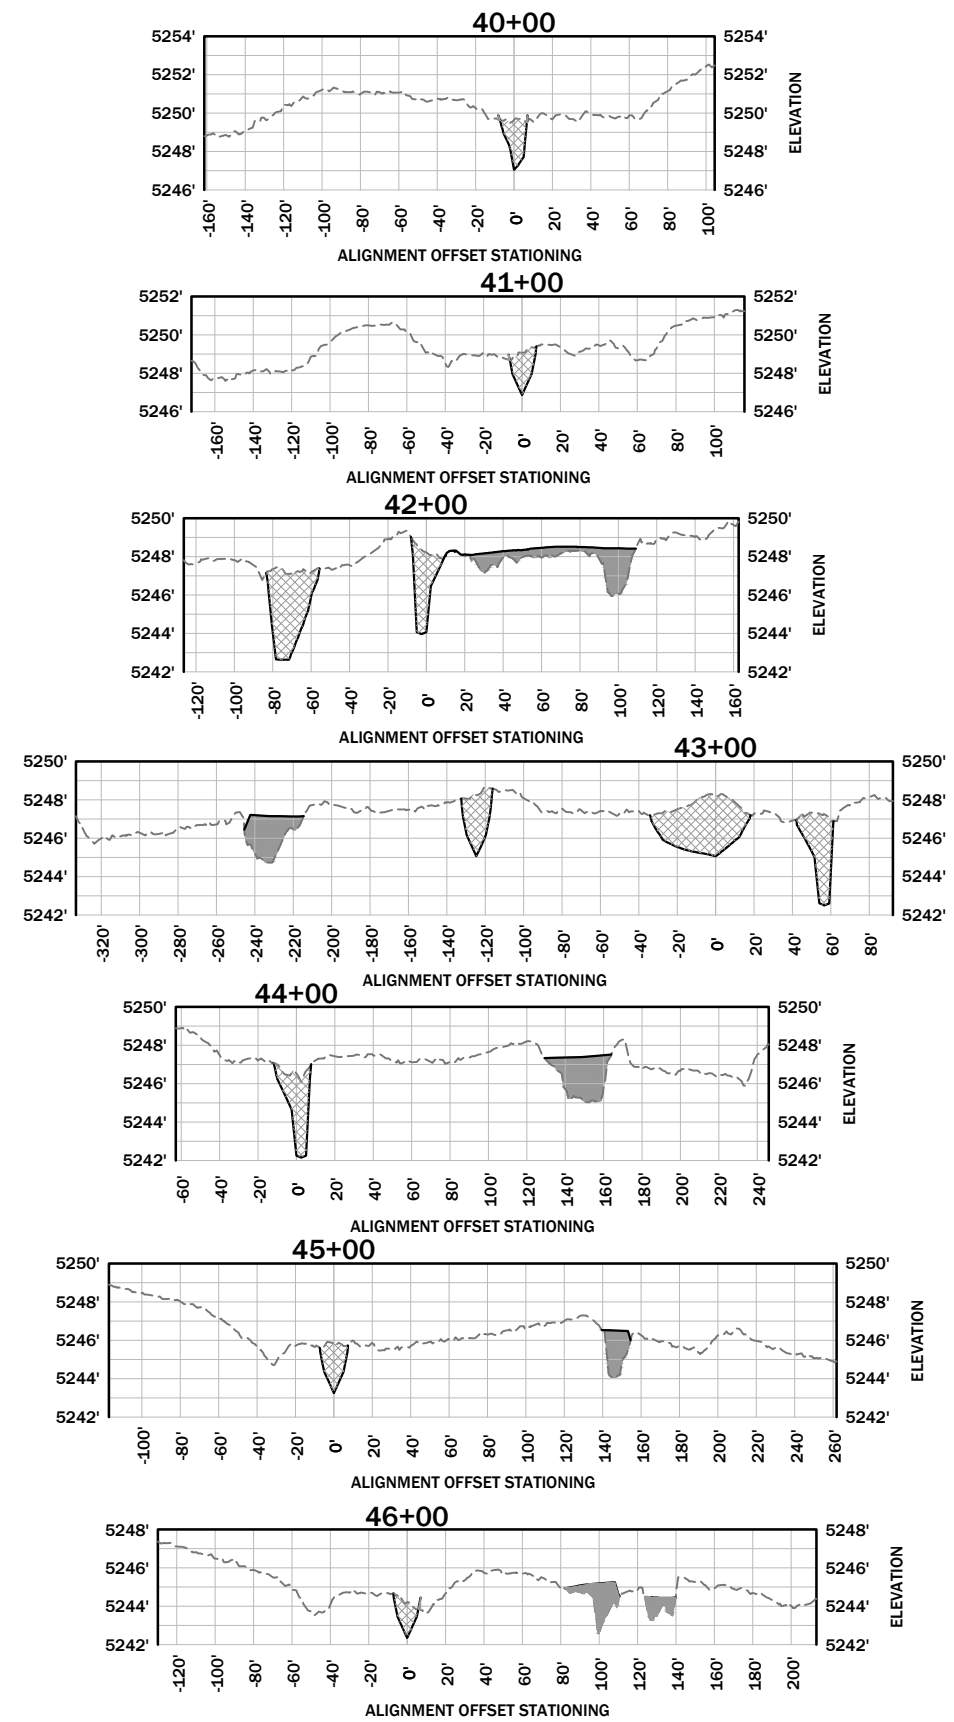 40+00
5254' 5254'
5252' 5252'
5250' 5250'
5248' 5248'
5246' 5246'
ELEVATION
-160' -140' -120' -100' -80' -60' -40' -20' 0' 20' 40' 60' 80' 100'
ALIGNMENT OFFSET STATIONING
41+00
5252' 5252'
5250' 5250'
5248' 5248'
5246' 5246'
ELEVATION
-160' -140' -120' -100' -80' -60' -40' -20' 0' 20' 40' 60' 80' 100'
ALIGNMENT OFFSET STATIONING
42+00
5250' 5250'
5248' 5248'
5246' 5246'
5244' 5244'
5242' 5242'
ELEVATION
-120' -100' -80' -60' -40' -20' 0' 20' 40' 60' 80' 100' 120' 140' 160'
ALIGNMENT OFFSET STATIONING
43+00
5250' 5250'
5248' 5248'
5246' 5246'
5244' 5244'
5242' 5242'
-320' -300' -280' -260' -240' -220' -200' -180' -160' -140' -120' -100' -80' -60' -40' -20' 0' 20' 40' 60' 80'
ALIGNMENT OFFSET STATIONING
44+00
5250' 5250'
5248' 5248'
5246' 5246'
5244' 5244'
5242' 5242'
ELEVATION
-60' -40' -20' 0' 20' 40' 60' 80' 100' 120' 140' 160' 180' 200' 220' 240'
ALIGNMENT OFFSET STATIONING
45+00
5250' 5250'
5248' 5248'
5246' 5246'
5244' 5244'
5242' 5242'
ELEVATION
-100' -80' -60' -40' -20' 0' 20' 40' 60' 80' 100' 120' 140' 160' 180' 200' 220' 240' 260'
ALIGNMENT OFFSET STATIONING
46+00
5248' 5248'
5246' 5246'
5244' 5244'
5242' 5242'
ELEVATION
-120' -100' -80' -60' -40' -20' 0' 20' 40' 60' 80' 100' 120' 140' 160' 180' 200'
ALIGNMENT OFFSET STATIONING